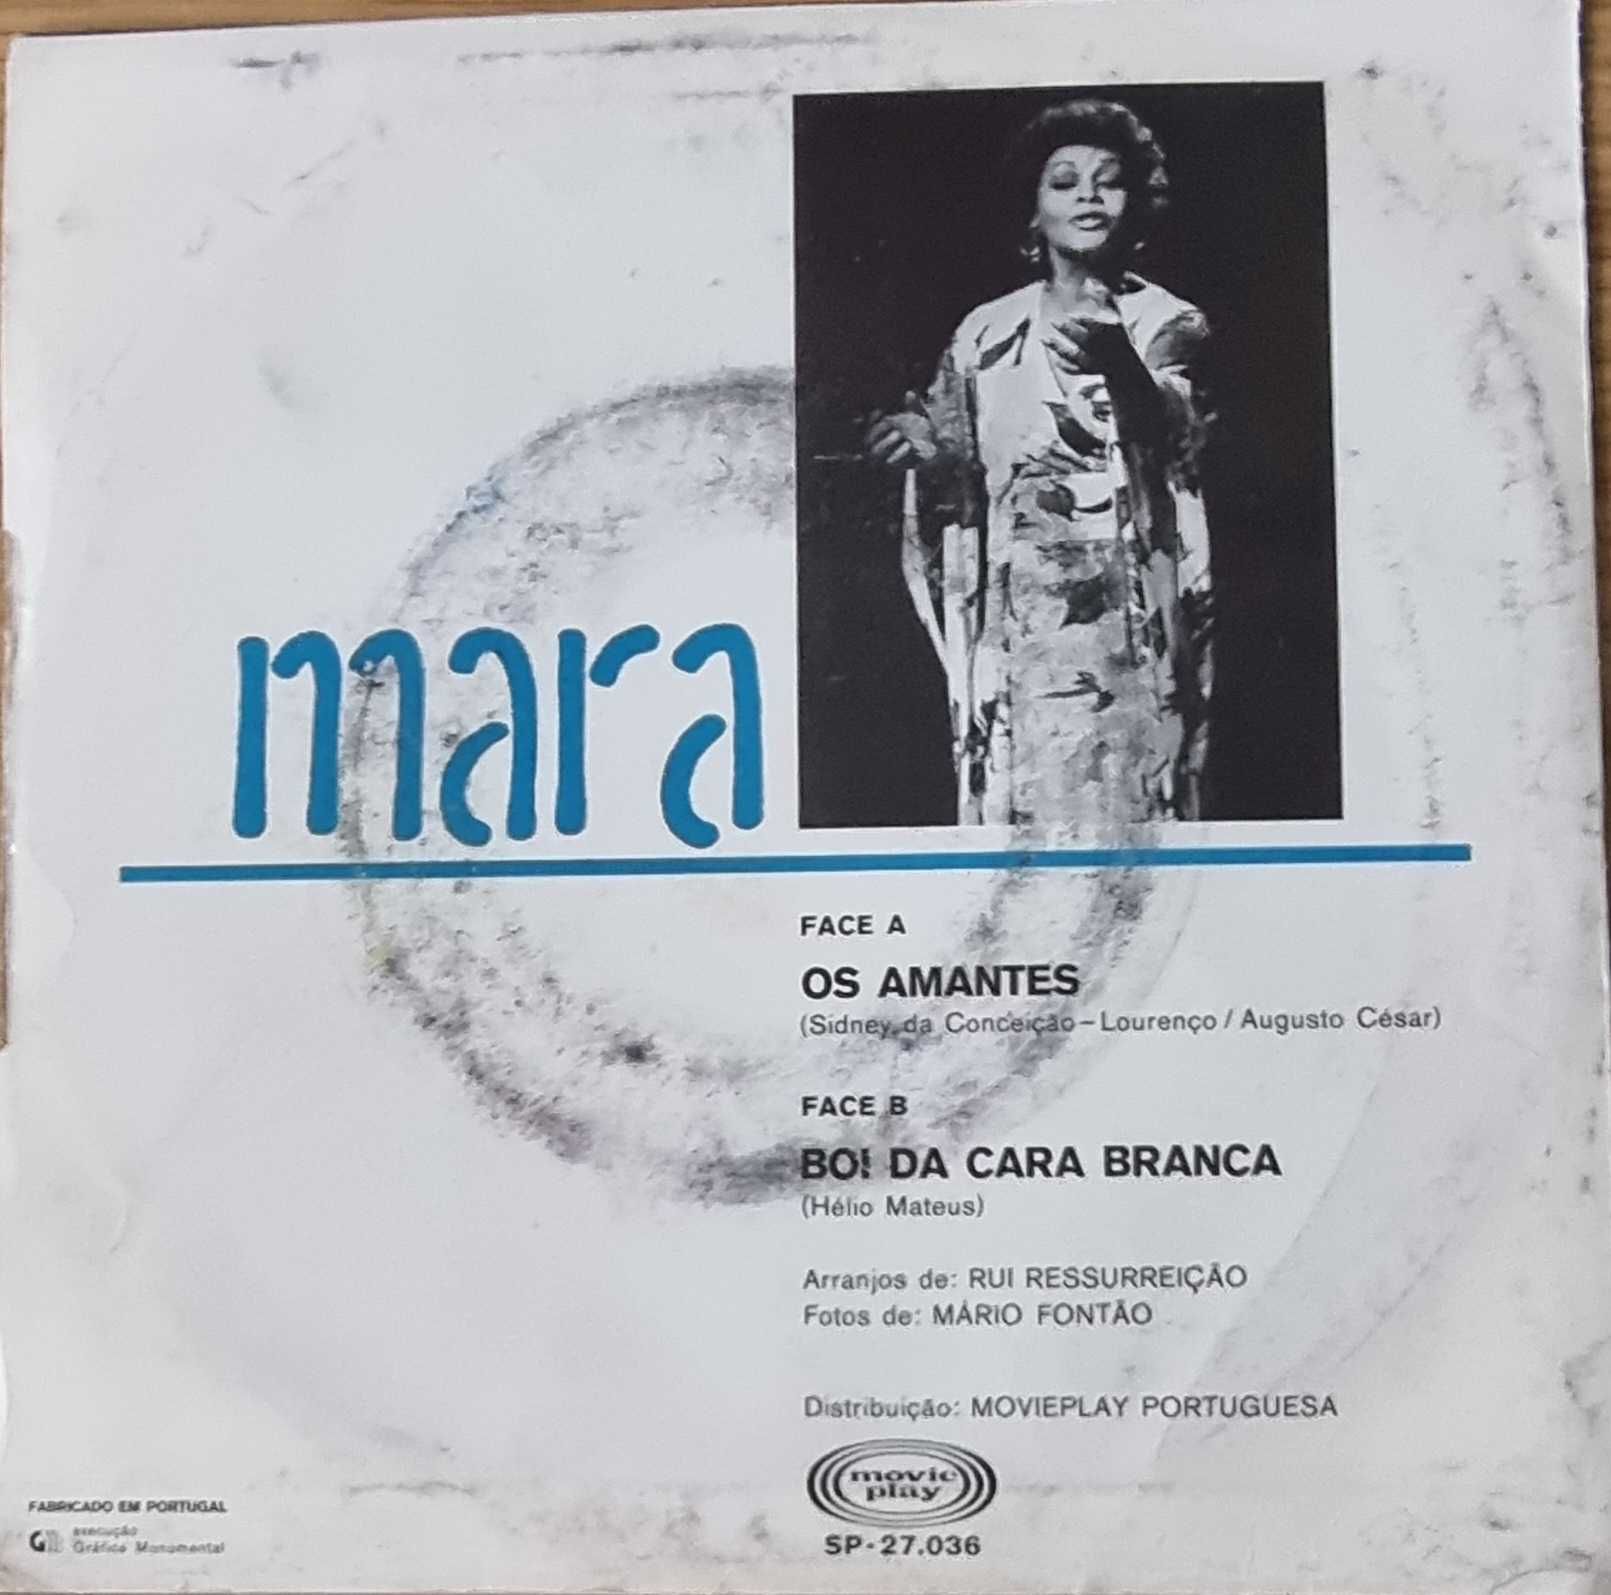 mara
FACE A
OS AMANTES
(Sidney da Conceição - Lourenço / Augusto César)
FACE B
BOI DA CARA BRANCA
(Hélio Mateus)
Arranjos de: RUI RESSURREIÇÃO
Fotos de: MÁRIO FONTÃO
Distribuição: MOVIEPLAY PORTUGUESA
movie
play
SP-27.036
FABRICADO EM PORTUGAL
execução
Gráfico Monumental